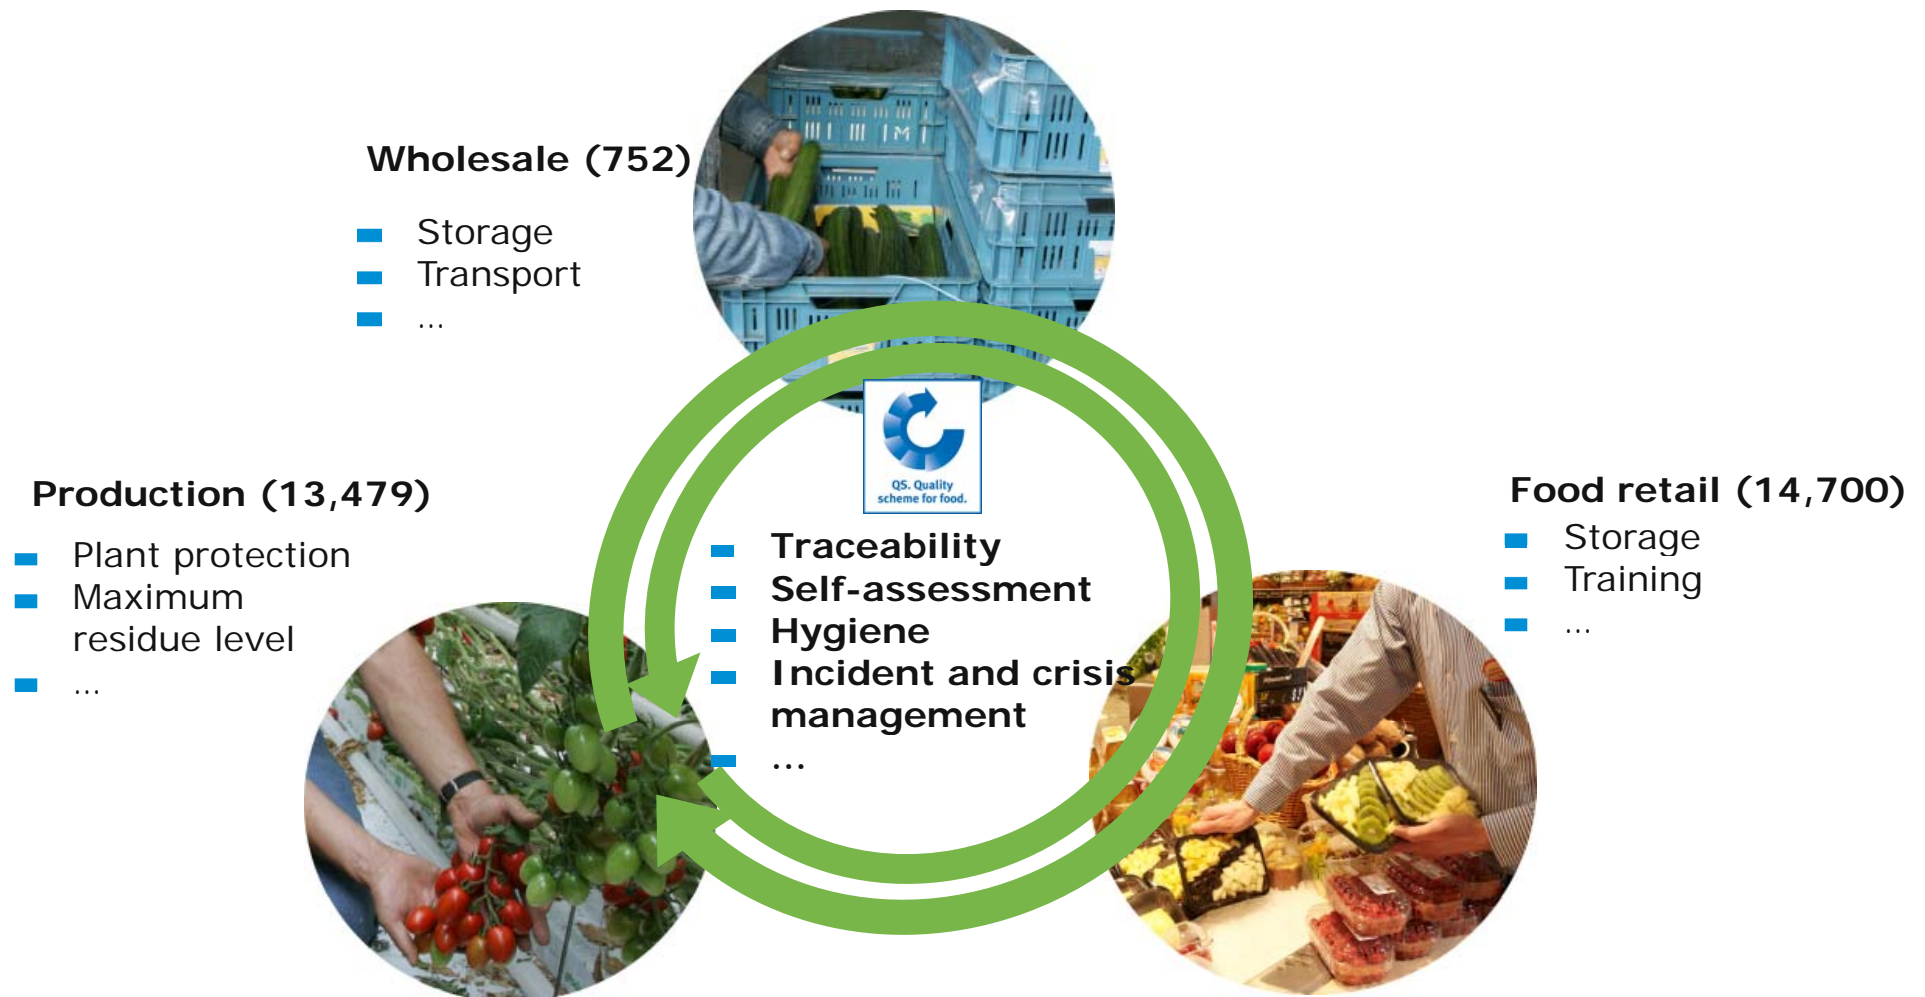 Wholesale (752)
Storage
Transport
...
Production (13,479)
Plant protection
Maximum
residue level
...
QS. Quality
scheme for food.
Traceability
Self-assessment
Hygiene
Incident and crisis
management
...
Food retail (14,700)
Storage
Training
...